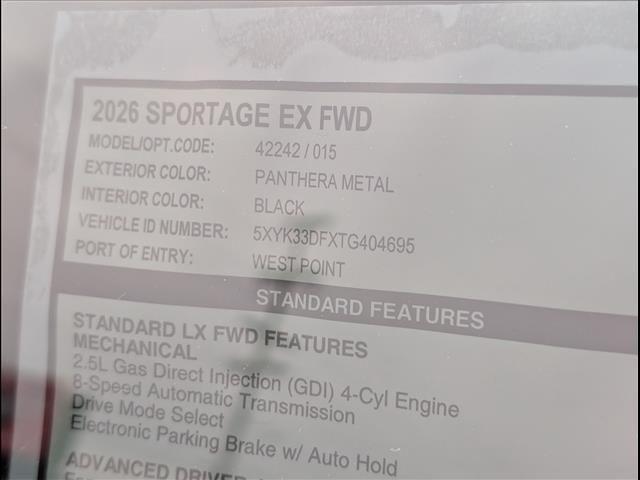 2026 SPORTAGE EX FWD
MODEL/OPT.CODE: 42242 / 015
EXTERIOR COLOR: PANTHERA METAL
INTERIOR COLOR: BLACK
VEHICLE ID NUMBER: 5XYK33DFXTG404695
PORT OF ENTRY: WEST POINT
STANDARD FEATURES
STANDARD LX FWD FEATURES
MECHANICAL
2.5L Gas Direct Injection (GDI) 4-Cyl Engine
8-Speed Automatic Transmission
Drive Mode Select
Electronic Parking Brake w/ Auto Hold
ADVANCED DRIVER